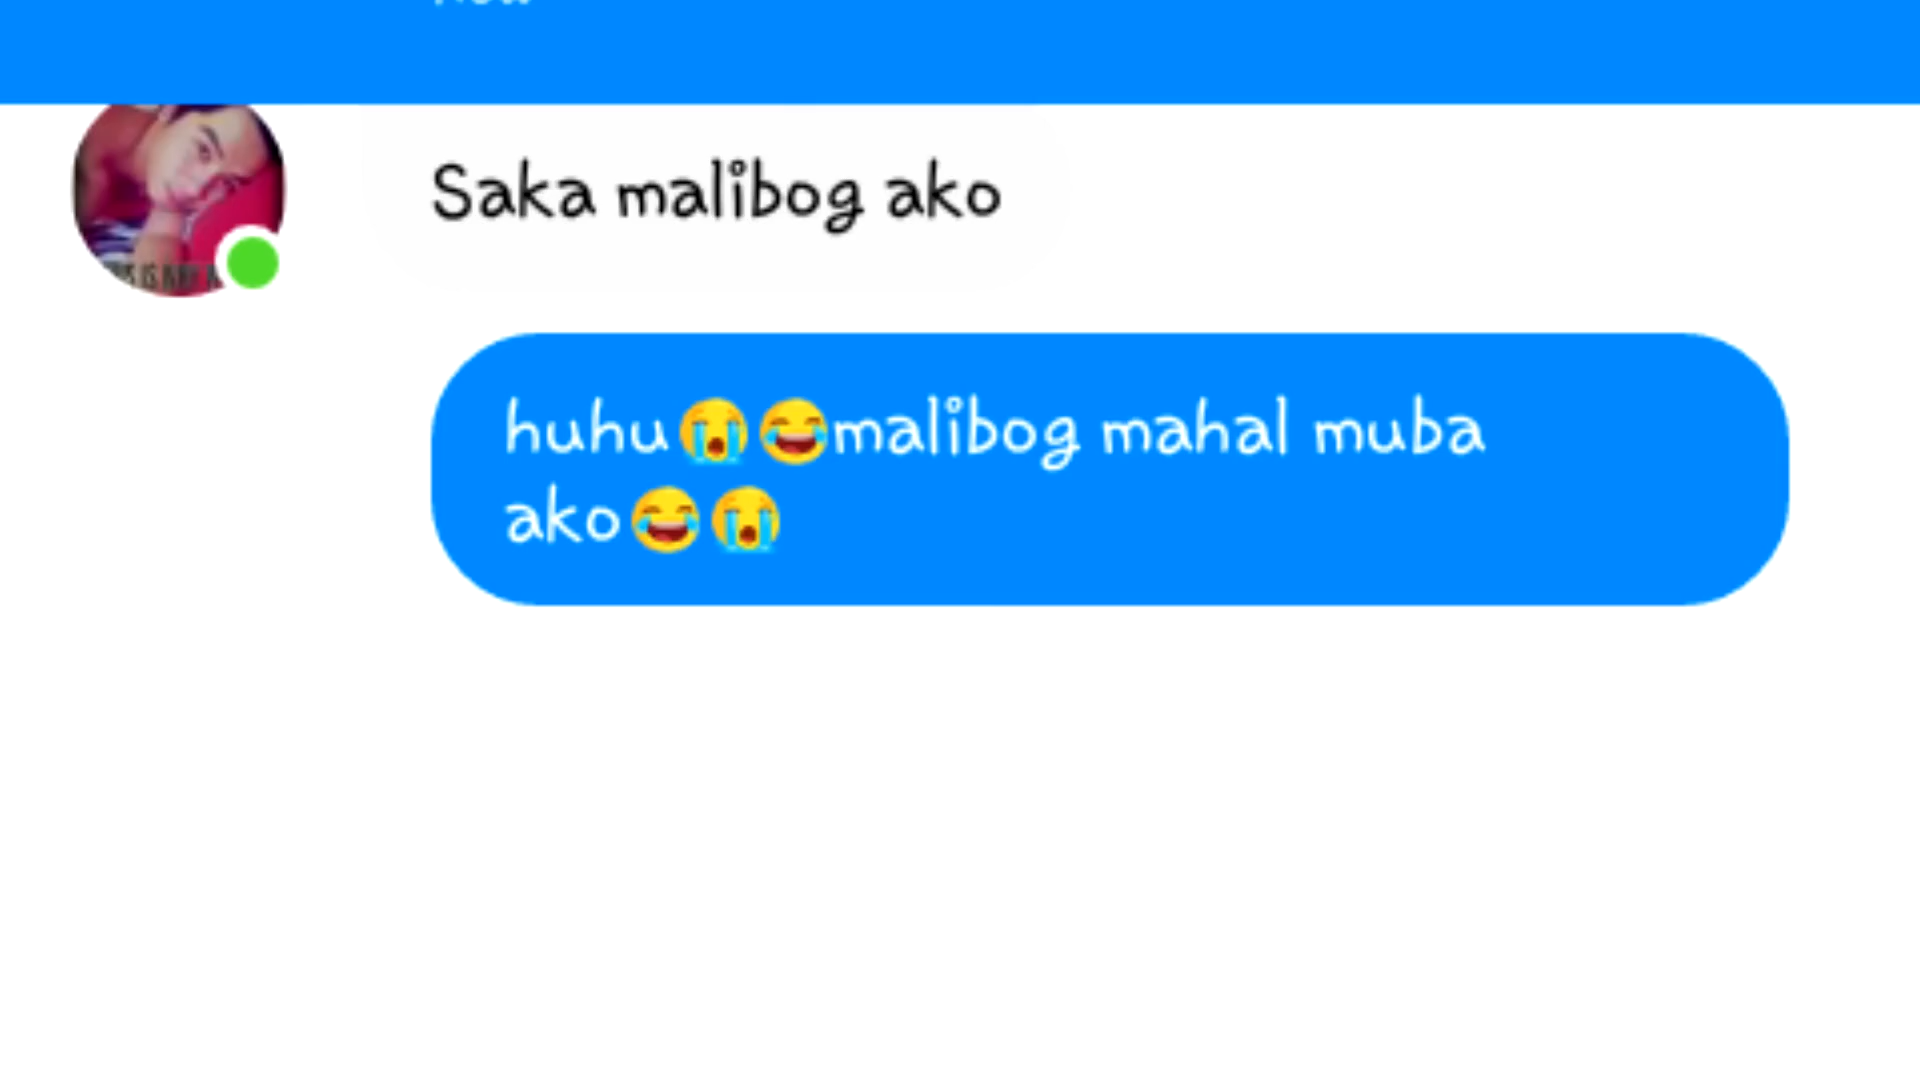 Saka malibog ako
huhu😭😂malibog mahal muba
ako😂😭